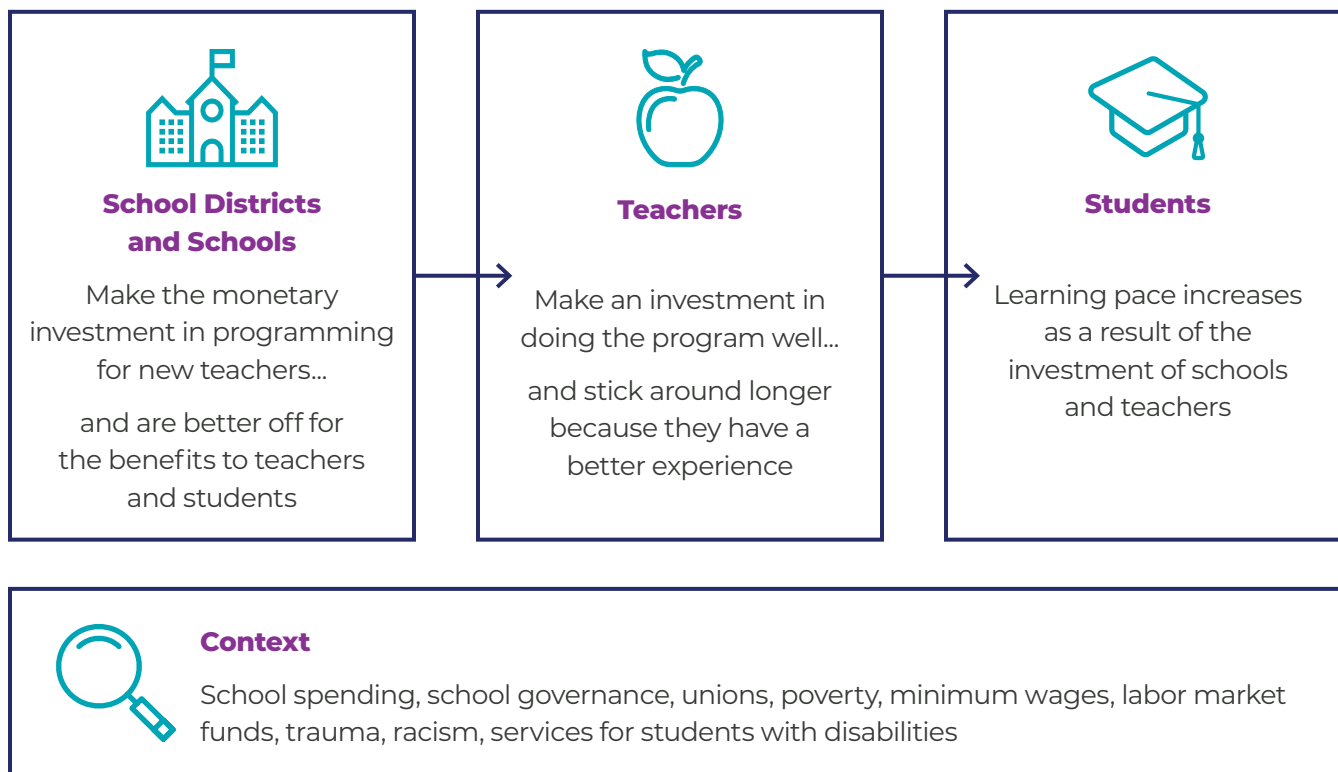 School Districts
and Schools
Make the monetary
investment in programming
for new teachers...
and are better off for
the benefits to teachers
and students
Teachers
Make an investment in
doing the program well...
and stick around longer
because they have a
better experience
Students
Learning pace increases
as a result of the
investment of schools
and teachers
Context
School spending, school governance, unions, poverty, minimum wages, labor market
funds, trauma, racism, services for students with disabilities